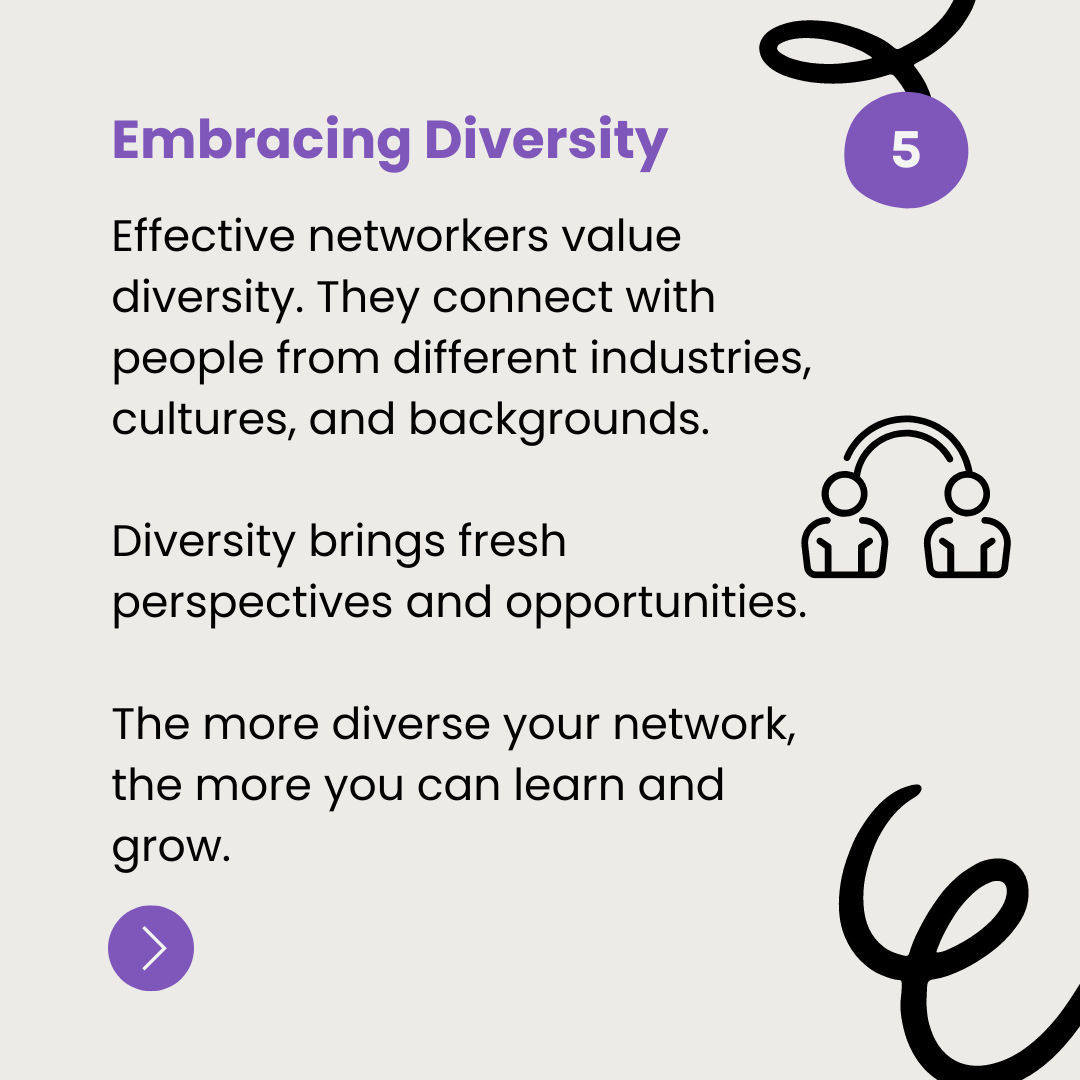 Embracing Diversity
5
Effective networkers value
diversity. They connect with
people from different industries,
cultures, and backgrounds.
Diversity brings fresh
perspectives and opportunities.
The more diverse your network,
the more you can learn and
grow.